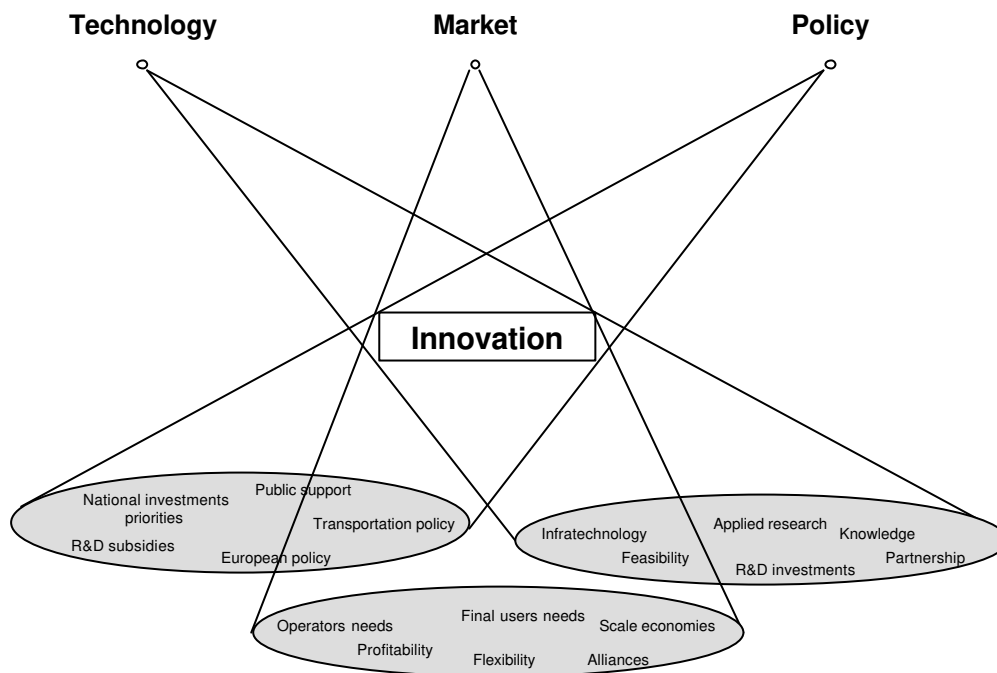 Technology
Market
Policy
Innovation
Public support
National investments
priorities
Transportation policy
R&D subsidies
European policy
Applied research
Infratechnology
Knowledge
Feasibility
Partnership
R&D investments
Final users needs
Operators needs
Scale economies
Profitability
Flexibility
Alliances